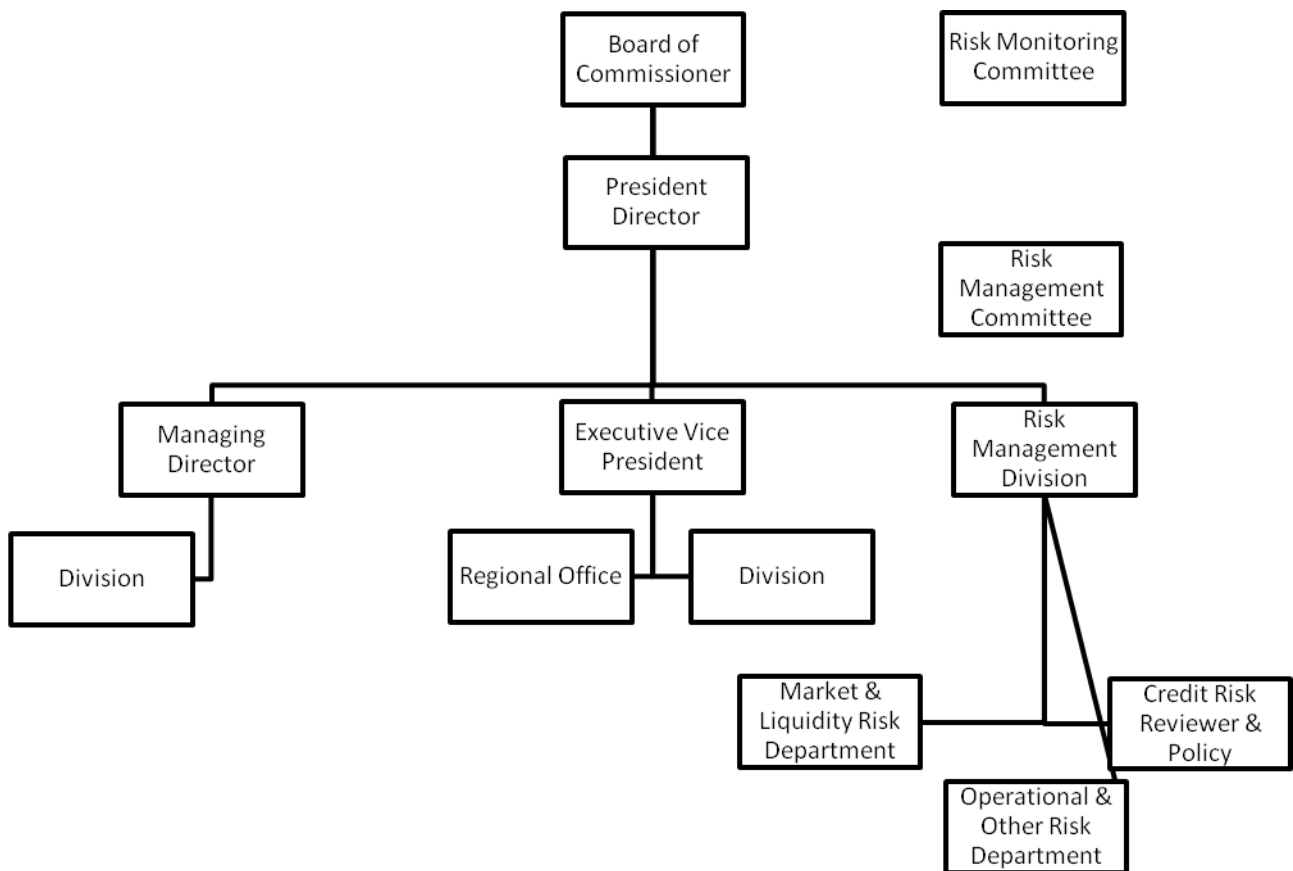 Board of
Commissioner
Risk Monitoring
Committee
President
Director
Risk
Management
Committee
Managing
Director
Executive Vice
President
Risk
Management
Division
Division
Regional Office
Division
Market &
Liquidity Risk
Department
Credit Risk
Reviewer &
Policy
Operational &
Other Risk
Department